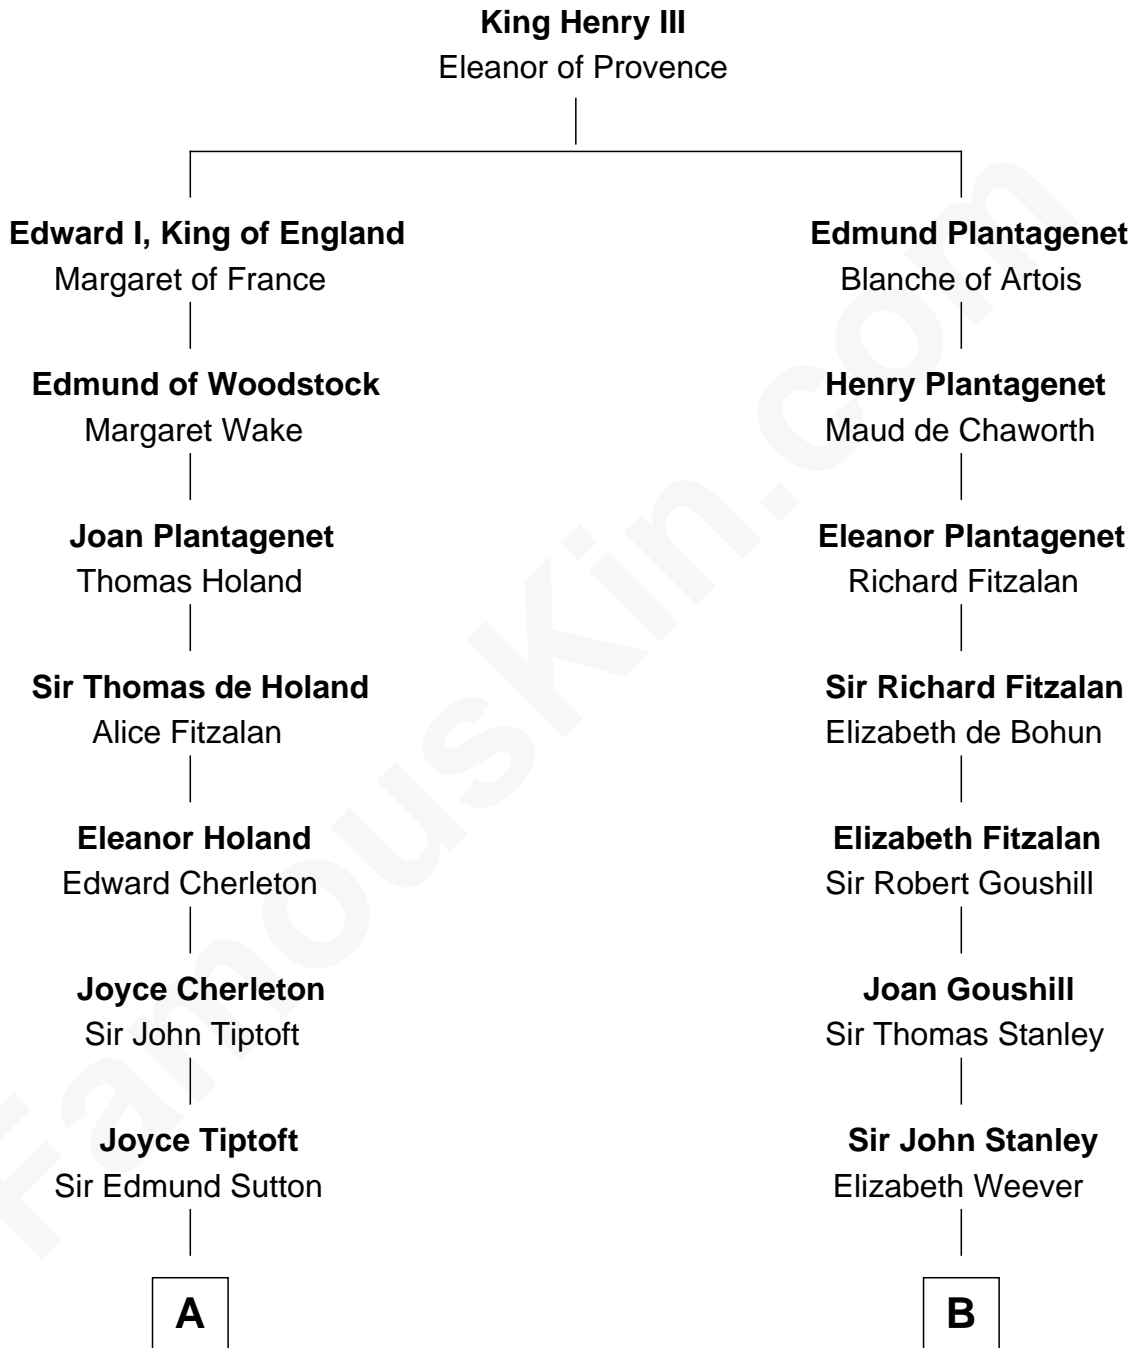 King Henry III
Eleanor of Provence
Edward I, King of England
Margaret of France
Edmund Plantagenet
Blanche of Artois
Edmund of Woodstock
Margaret Wake
Henry Plantagenet
Maud de Chaworth
Joan Plantagenet
Thomas Holand
Eleanor Plantagenet
Richard Fitzalan
Sir Thomas de Holand
Alice Fitzalan
Sir Richard Fitzalan
Elizabeth de Bohun
Eleanor Holand
Edward Cherleton
Elizabeth Fitzalan
Sir Robert Goushill
Joyce Cherleton
Sir John Tiptoft
Joan Goushill
Sir Thomas Stanley
Joyce Tiptoft
Sir Edmund Sutton
Sir John Stanley
Elizabeth Weever
A
B
FamousKin.com